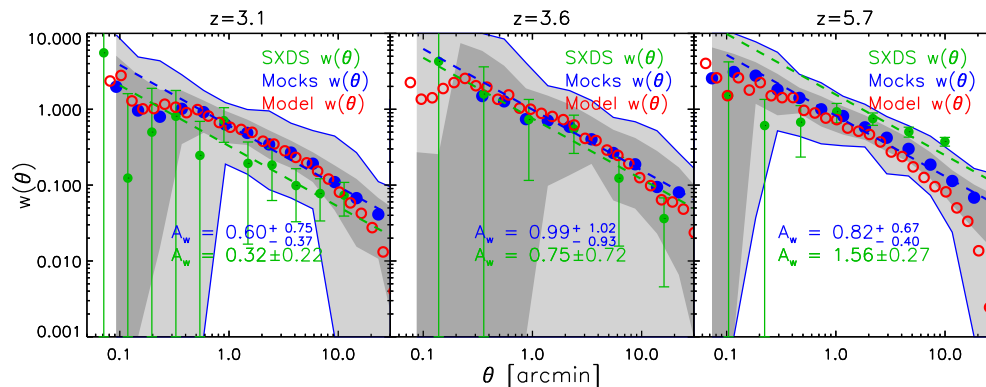 z=3.1 z=3.6 z=5.7
10.000
1.000
0.100
0.010
0.001
w(θ)
SXDS w(θ)
Mocks w(θ)
Model w(θ)
A_w = 0.60 + 0.75 - 0.37
A_w = 0.32±0.22
SXDS w(θ)
Mocks w(θ)
Model w(θ)
A_w = 0.99 + 1.02 - 0.93
A_w = 0.75±0.72
SXDS w(θ)
Mocks w(θ)
Model w(θ)
A_w = 0.82 + 0.67 - 0.40
A_w = 1.56±0.27
0.1 1.0 10.0 0.1 1.0 10.0 0.1 1.0 10.0
θ [arcmin]